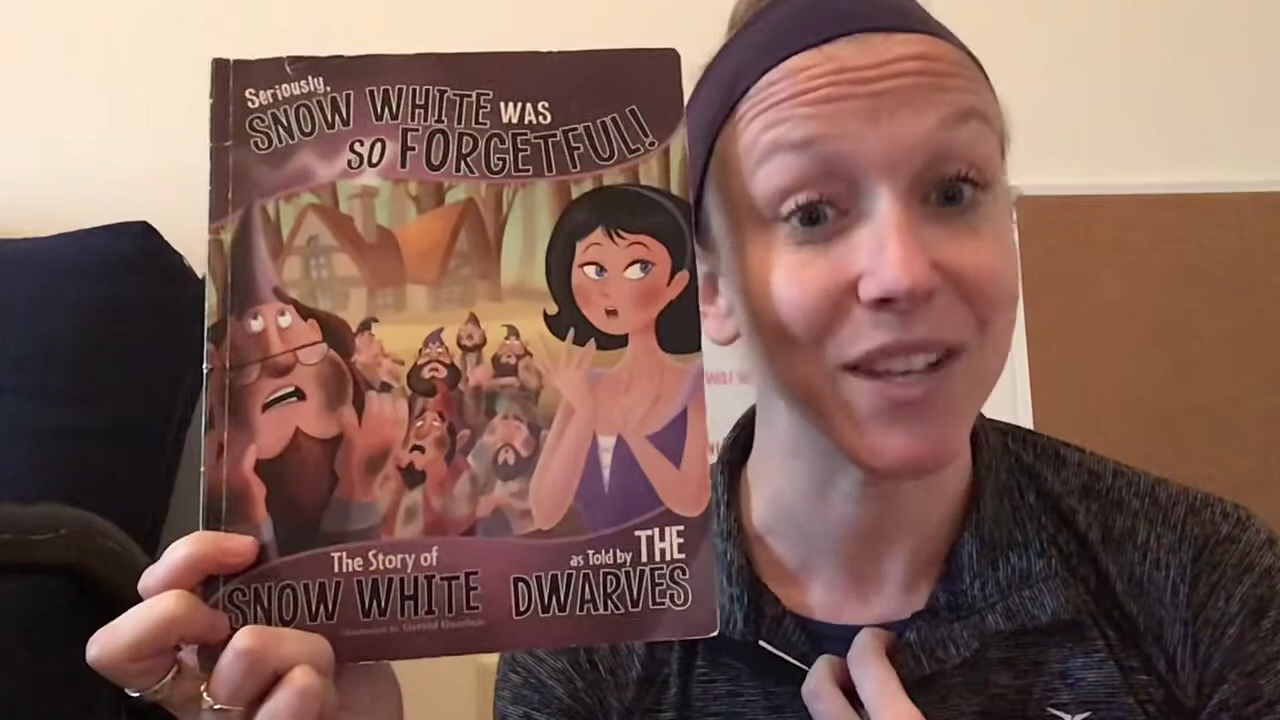 Seriously,
SNOW WHITE WAS
SO FORGETFUL!
The Story of
SNOW WHITE
as Told by THE
DWARVES